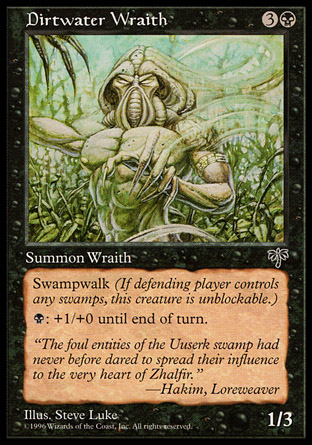 Dirtwater Wraith 3
Summon Wraith
Swampwalk (If defending player controls
any swamps, this creature is unblockable.)
: +1/+0 until end of turn.
"The foul entities of the Uuserk swamp had
never before dared to spread their influence
to the very heart of Zhalfir."
—Hakim, Loreweaver
Illus. Steve Luke
©1996 Wizards of the Coast, Inc. All rights reserved.
1/3